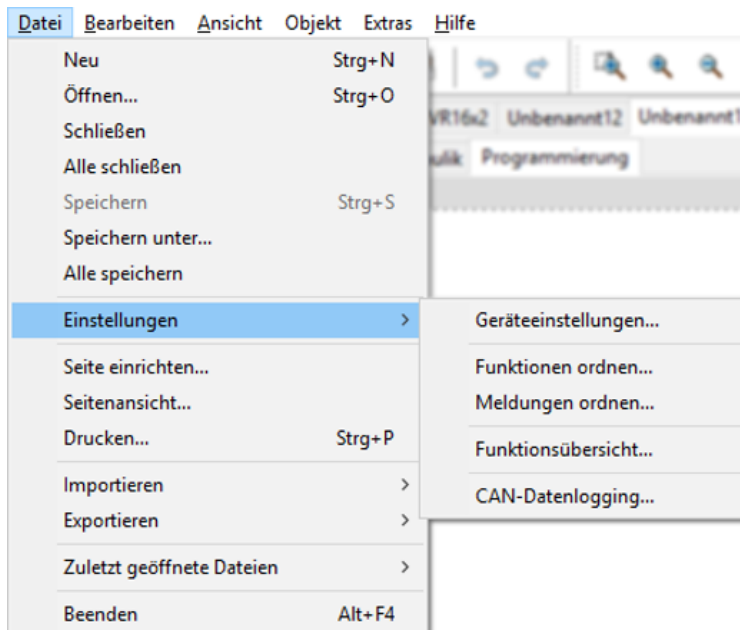 Datei Bearbeiten Ansicht Objekt Extras Hilfe
Neu Strg+N
Öffnen... Strg+O
Schließen
Alle schließen
Speichern Strg+S
Speichern unter...
Alle speichern
Einstellungen
Seite einrichten...
Seitenansicht...
Drucken... Strg+P
Importieren
Exportieren
Zuletzt geöffnete Dateien
Beenden Alt+F4
Geräteeinstellungen...
Funktionen ordnen...
Meldungen ordnen...
Funktionsübersicht...
CAN-Datenlogging...
VR16x2 Unbenannt12 Unbenannt1
Programmierung